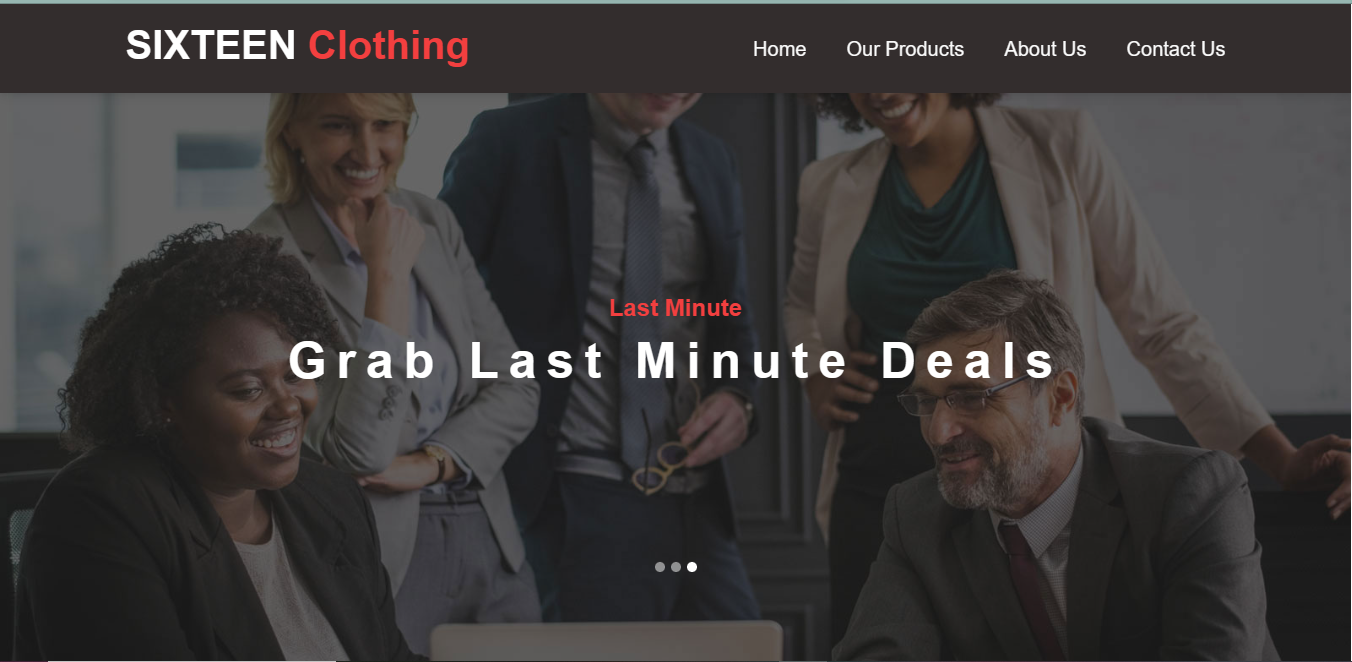 SIXTEEN Clothing
Home Our Products About Us Contact Us
Last Minute
Grab Last Minute Deals